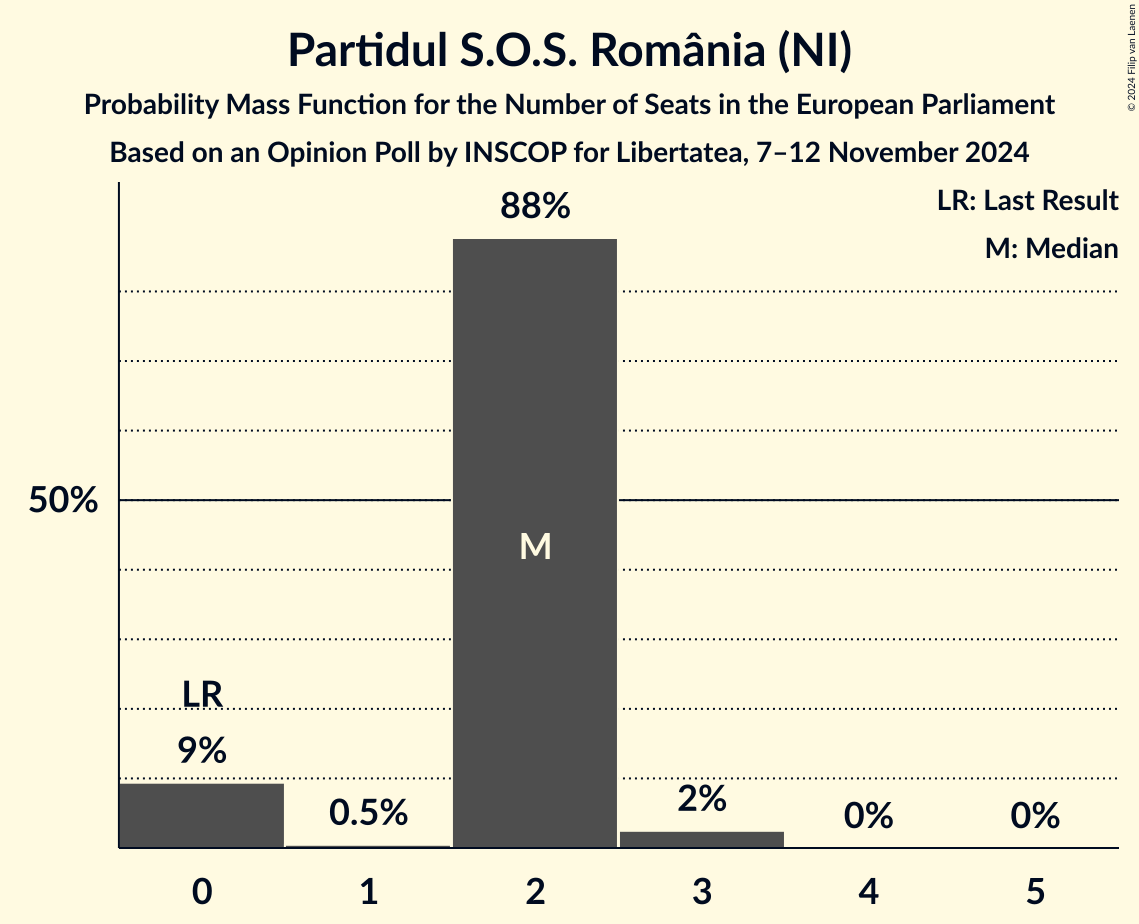 Partidul S.O.S. România (NI)
Probability Mass Function for the Number of Seats in the European Parliament
Based on an Opinion Poll by INSCOP for Libertatea, 7–12 November 2024
© 2024 Filip van Laenen
LR: Last Result
M: Median
88%
50%
M
LR
9%
0.5%
2%
0%
0%
0 1 2 3 4 5